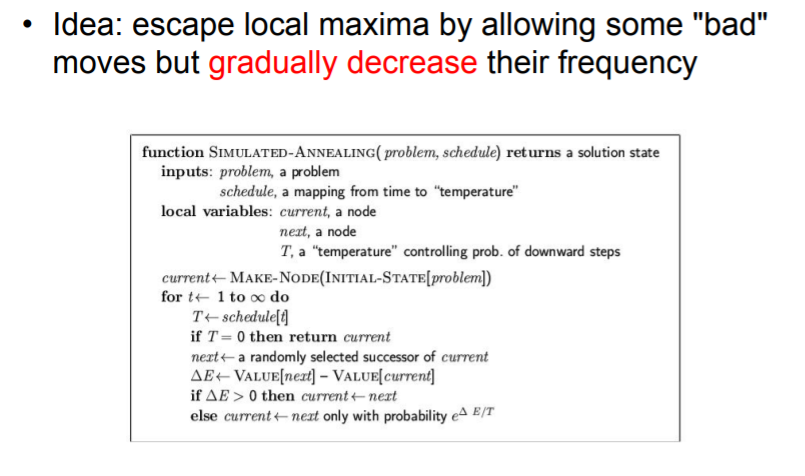 • Idea: escape local maxima by allowing some "bad"
moves but gradually decrease their frequency
function SIMULATED-ANNEALING( problem, schedule) returns a solution state
inputs: problem, a problem
schedule, a mapping from time to “temperature”
local variables: current, a node
next, a node
T, a “temperature” controlling prob. of downward steps
current ← MAKE-NODE(INITIAL-STATE[problem])
for t ← 1 to ∞ do
T ← schedule[t]
if T = 0 then return current
next ← a randomly selected successor of current
ΔE ← VALUE[next] – VALUE[current]
if ΔE > 0 then current ← next
else current ← next only with probability e^Δ E/T